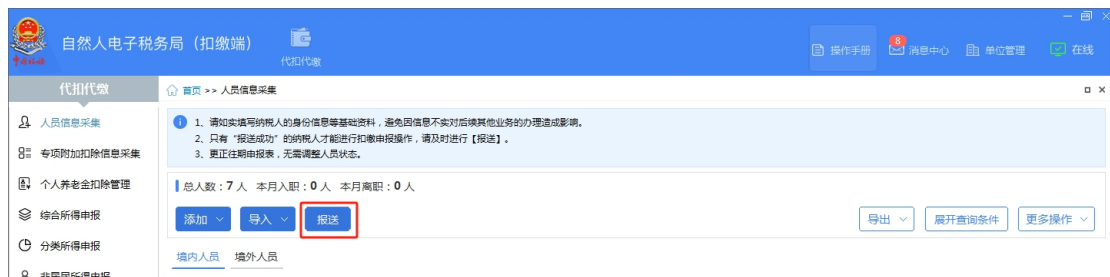 自然人电子税务局（扣缴端）
代扣代缴
操作手册
8
消息中心
单位管理
在线
代扣代缴
首页 >> 人员信息采集
人员信息采集
专项附加扣除信息采集
个人养老金扣除管理
综合所得申报
分类所得申报
1、请如实填写纳税人的身份信息等基础资料，避免因信息不实对后续其他业务的办理造成影响。
2、只有“报送成功”的纳税人才能进行扣缴申报操作，请及时进行【报送】。
3、更正往期申报表，无需调整人员状态。
总人数：7 人 本月入职：0 人 本月离职：0 人
添加
导入
报送
导出
展开查询条件
更多操作
境内人员 境外人员